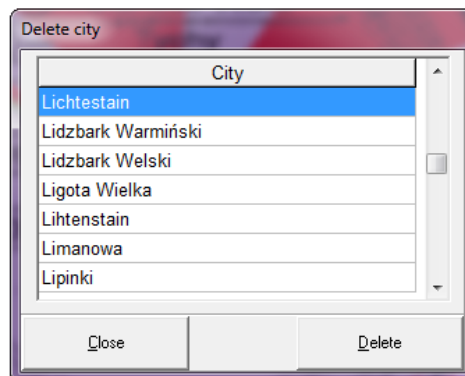 Delete city
City
Lichtestain
Lidzbark Warmiński
Lidzbark Welski
Ligota Wielka
Lihtenstain
Limanowa
Lipinki
Close
Delete